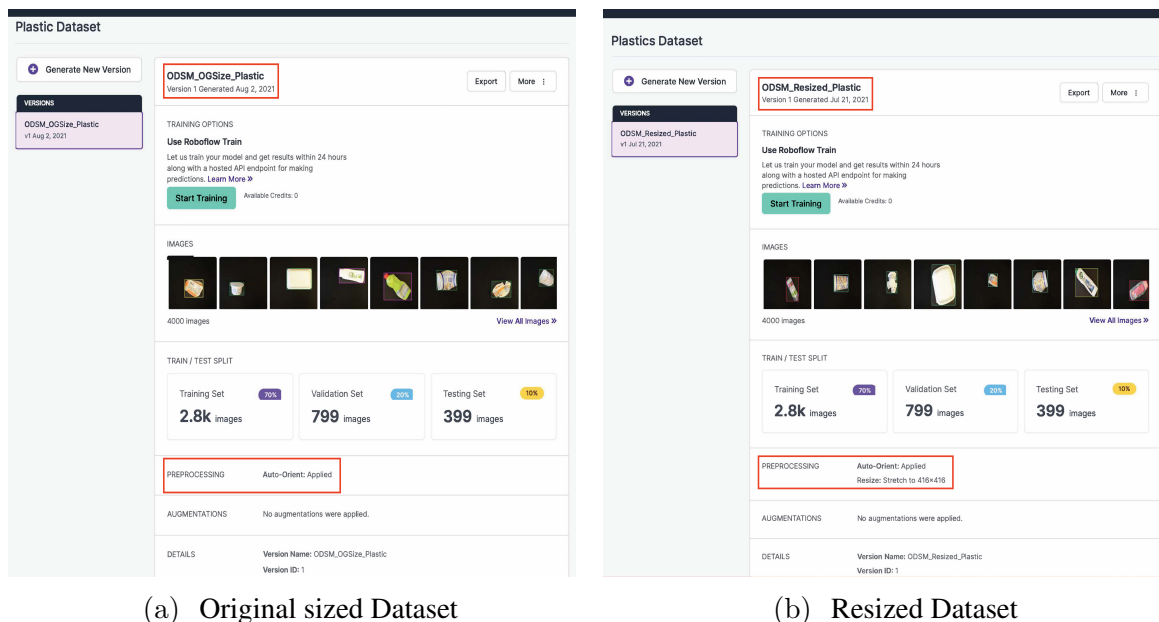 Plastic Dataset
Generate New Version
VERSIONS
ODSM_OGSize_Plastic
v1 Aug 2, 2021
ODSM_OGSize_Plastic
Version 1 Generated Aug 2, 2021
Export
More
TRAINING OPTIONS
Use Roboflow Train
Let us train your model and get results within 24 hours
along with a hosted API endpoint for making
predictions. Learn More »
Start Training
Available Credits: 0
IMAGES
4000 images
View All Images »
TRAIN / TEST SPLIT
Training Set 70%
2.8k images
Validation Set 20%
799 images
Testing Set 10%
399 images
PREPROCESSING Auto-Orient: Applied
AUGMENTATIONS No augmentations were applied.
DETAILS Version Name: ODSM_OGSize_Plastic
Version ID: 1
(a) Original sized Dataset
Plastics Dataset
Generate New Version
VERSIONS
ODSM_Resized_Plastic
v1 Jul 21, 2021
ODSM_Resized_Plastic
Version 1 Generated Jul 21, 2021
Export
More
TRAINING OPTIONS
Use Roboflow Train
Let us train your model and get results within 24 hours
along with a hosted API endpoint for making
predictions. Learn More »
Start Training
Available Credits: 0
IMAGES
4000 images
View All Images »
TRAIN / TEST SPLIT
Training Set 70%
2.8k images
Validation Set 20%
799 images
Testing Set 10%
399 images
PREPROCESSING Auto-Orient: Applied
Resize: Stretch to 416×416
AUGMENTATIONS No augmentations were applied.
DETAILS Version Name: ODSM_Resized_Plastic
Version ID: 1
(b) Resized Dataset